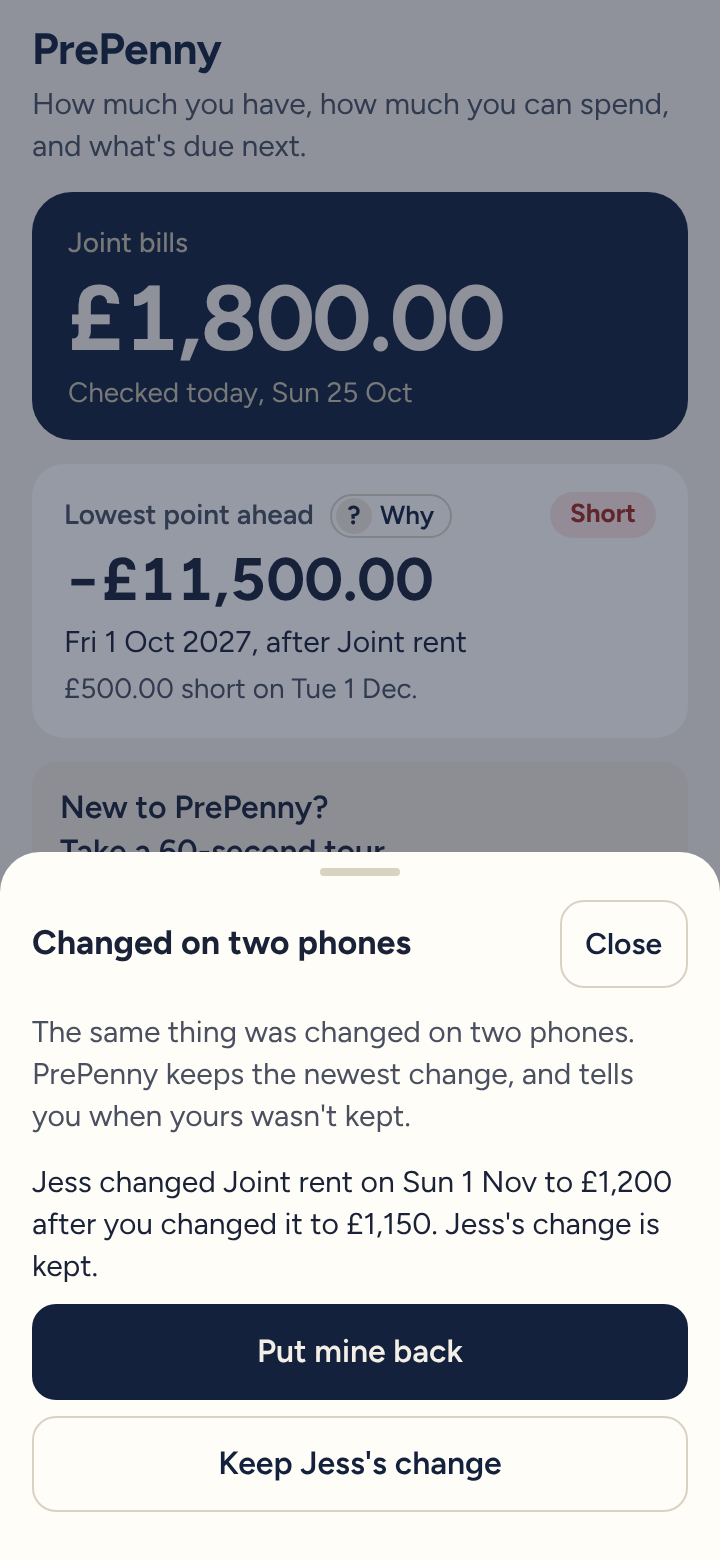 PrePenny
How much you have, how much you can spend,
and what's due next.
Joint bills
£1,800.00
Checked today, Sun 25 Oct
Lowest point ahead ? Why Short
−£11,500.00
Fri 1 Oct 2027, after Joint rent
£500.00 short on Tue 1 Dec.
New to PrePenny?
Take a 60-second tour
Changed on two phones Close
The same thing was changed on two phones.
PrePenny keeps the newest change, and tells
you when yours wasn't kept.
Jess changed Joint rent on Sun 1 Nov to £1,200
after you changed it to £1,150. Jess's change is
kept.
Put mine back
Keep Jess's change